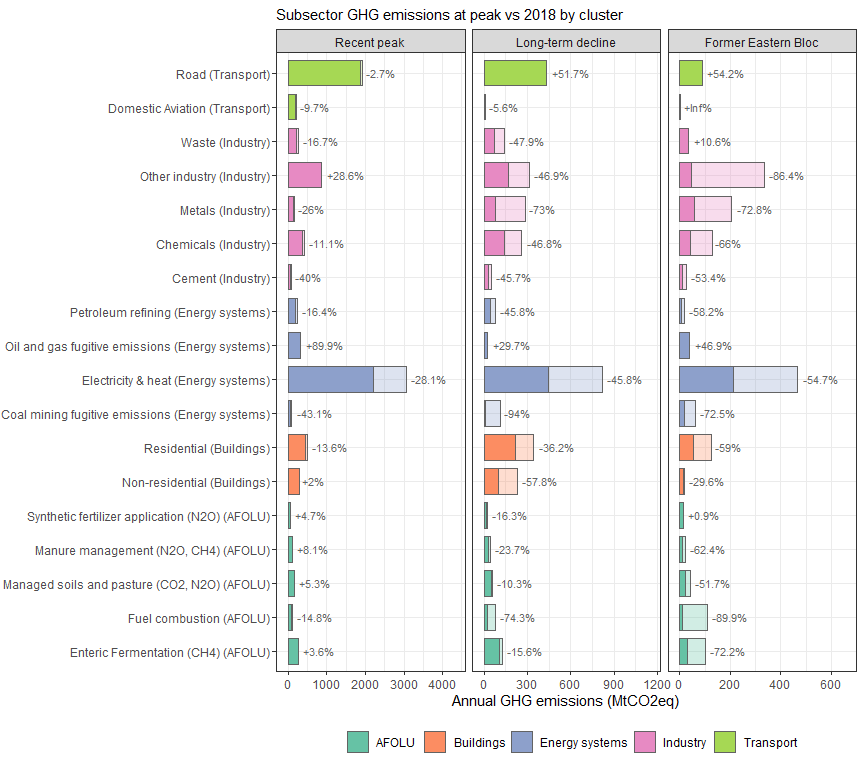 Subsector GHG emissions at peak vs 2018 by cluster
Recent peak Long-term decline Former Eastern Bloc
Road (Transport) -2.7% +51.7% +54.2%
Domestic Aviation (Transport) -9.7% -5.6% +Inf%
Waste (Industry) -16.7% -47.9% +10.6%
Other industry (Industry) +28.6% -46.9% -86.4%
Metals (Industry) -26% -73% -72.8%
Chemicals (Industry) -11.1% -46.8% -66%
Cement (Industry) -40% -45.7% -53.4%
Petroleum refining (Energy systems) -16.4% -45.8% -58.2%
Oil and gas fugitive emissions (Energy systems) +89.9% +29.7% +46.9%
Electricity & heat (Energy systems) -28.1% -45.8% -54.7%
Coal mining fugitive emissions (Energy systems) -43.1% -94% -72.5%
Residential (Buildings) -13.6% -36.2% -59%
Non-residential (Buildings) +2% -57.8% -29.6%
Synthetic fertilizer application (N2O) (AFOLU) +4.7% -16.3% +0.9%
Manure management (N2O, CH4) (AFOLU) +8.1% -23.7% -62.4%
Managed soils and pasture (CO2, N2O) (AFOLU) +5.3% -10.3% -51.7%
Fuel combustion (AFOLU) -14.8% -74.3% -89.9%
Enteric Fermentation (CH4) (AFOLU) +3.6% -15.6% -72.2%
0 1000 2000 3000 4000 0 300 600 900 1200 0 200 400 600
Annual GHG emissions (MtCO2eq)
AFOLU Buildings Energy systems Industry Transport